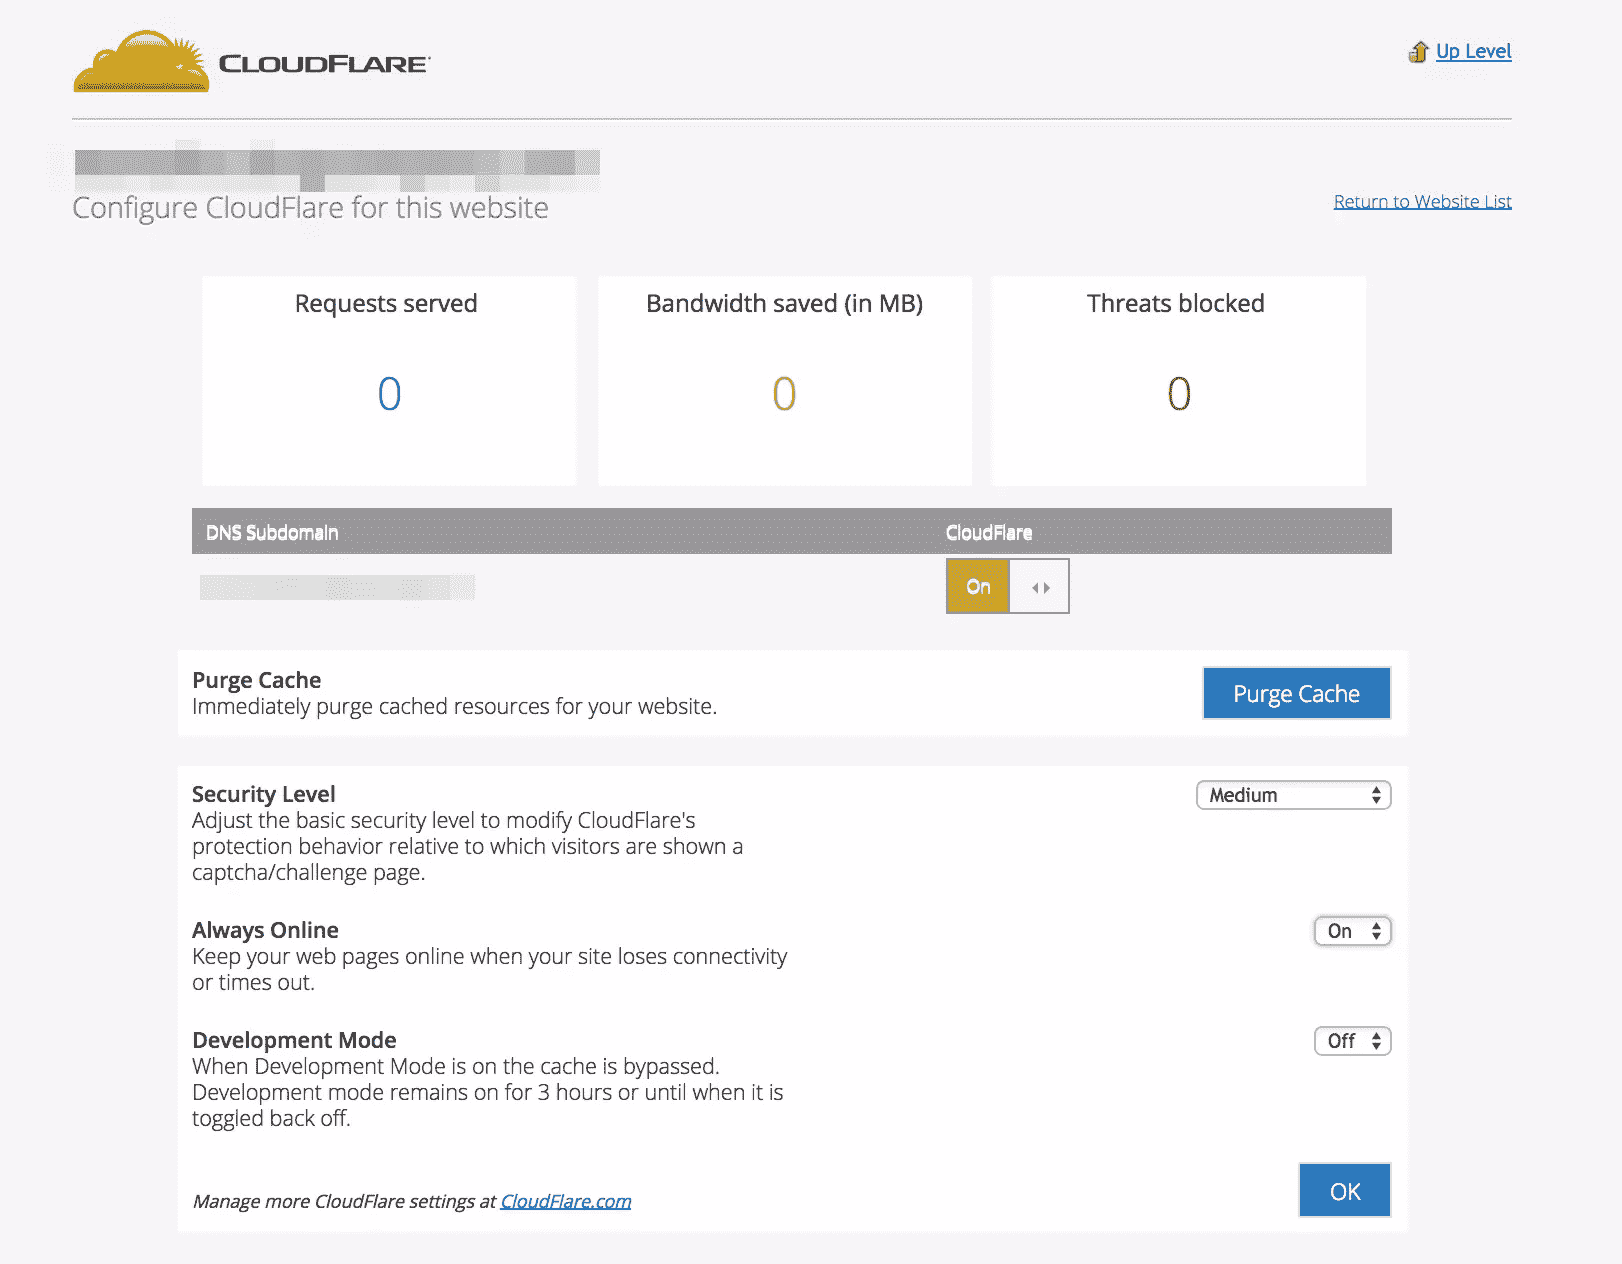 CLOUDFLARE
Up Level
Configure CloudFlare for this website
Return to Website List
Requests served
Bandwidth saved (in MB)
Threats blocked
0
0
0
DNS Subdomain
CloudFlare
On
Purge Cache
Immediately purge cached resources for your website.
Purge Cache
Security Level
Medium
Adjust the basic security level to modify CloudFlare's
protection behavior relative to which visitors are shown a
captcha/challenge page.
Always Online
On
Keep your web pages online when your site loses connectivity
or times out.
Development Mode
Off
When Development Mode is on the cache is bypassed.
Development mode remains on for 3 hours or until when it is
toggled back off.
Manage more CloudFlare settings at CloudFlare.com
OK